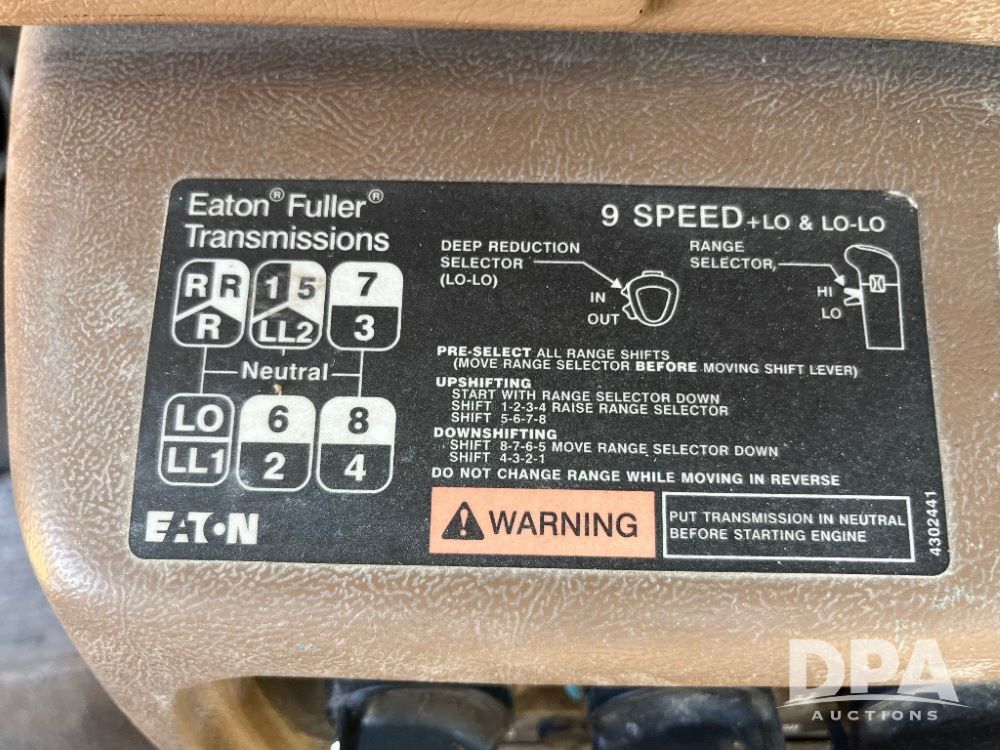 Eaton® Fuller®
Transmissions
9 SPEED +LO & LO-LO
R R
R
1 5
LL2
7
3
Neutral
LO
LL1
6
2
8
4
EATON
DEEP REDUCTION
SELECTOR
(LO-LO)
IN
OUT
RANGE
SELECTOR
HI
LO
PRE-SELECT ALL RANGE SHIFTS
(MOVE RANGE SELECTOR BEFORE MOVING SHIFT LEVER)
UPSHIFTING
START WITH RANGE SELECTOR DOWN
SHIFT 1-2-3-4 RAISE RANGE SELECTOR
SHIFT 5-6-7-8
DOWNSHIFTING
SHIFT 8-7-6-5 MOVE RANGE SELECTOR DOWN
SHIFT 4-3-2-1
DO NOT CHANGE RANGE WHILE MOVING IN REVERSE
WARNING
PUT TRANSMISSION IN NEUTRAL
BEFORE STARTING ENGINE
4302441
DPA
AUCTIONS